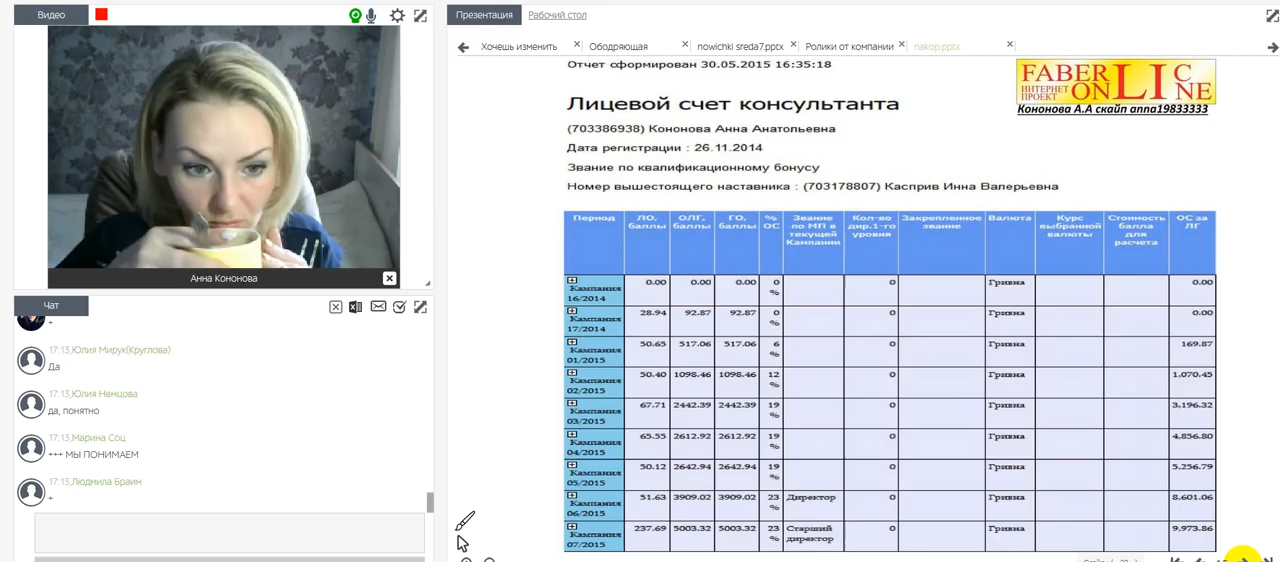 Видео
Анна Кононова
Чат
+
17:13,Юлия Мирук(Круглова)
Да
17:13,Юлия Немцова
да, понятно
17:13,Марина Соц
+++ МЫ ПОНИМАЕМ
17:13,Людмила Браим
+
Презентация Рабочий стол
Хочешь изменить Ободряющая nowichki sreda7.pptx Ролики от компании nakop.pptx
Отчет сформирован 30.05.2015 16:35:18
FABERLIC
ИНТЕРНЕТ ПРОЕКТ ONLINE
Кононова А.А скайп anna19833333
Лицевой счет консультанта
(703386938) Кононова Анна Анатольевна
Дата регистрации : 26.11.2014
Звание по квалификационному бонусу
Номер вышестоящего наставника : (703178807) Касприв Инна Валерьевна
Период ЛО, баллы ОЛГ, баллы ГО, баллы % ОС Звание по МП в текущей Кампании Кол-во дир.1-го уровня Закрепленное звание Валюта Курс выбранной валюты Стоимость балла для расчета ОС за ЛГ
Кампания 16/2014 0.00 0.00 0.00 0 % 0 Гривна 0.00
Кампания 17/2014 28.94 92.87 92.87 0 % 0 Гривна 0.00
Кампания 01/2015 50.65 517.06 517.06 6 % 0 Гривна 169.87
Кампания 02/2015 50.40 1098.46 1098.46 12 % 0 Гривна 1,070.45
Кампания 03/2015 67.71 2442.39 2442.39 19 % 0 Гривна 3,196.32
Кампания 04/2015 65.55 2612.92 2612.92 19 % 0 Гривна 4,856.80
Кампания 05/2015 50.12 2642.94 2642.94 19 % 0 Гривна 5,256.79
Кампания 06/2015 51.63 3909.02 3909.02 23 % Директор 0 Гривна 8,601.06
Кампания 07/2015 237.69 5003.32 5003.32 23 % Старший директор 0 Гривна 9,973.86